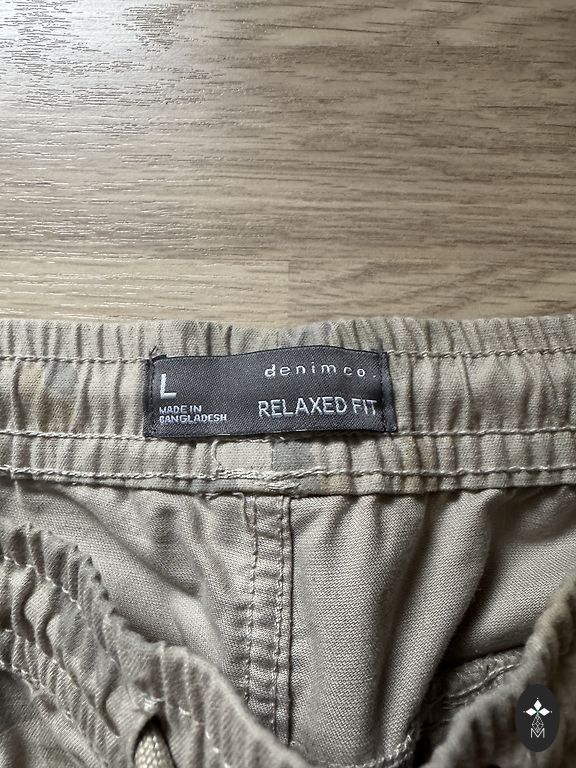 L
denimco.
MADE IN
BANGLADESH
RELAXED FIT
M